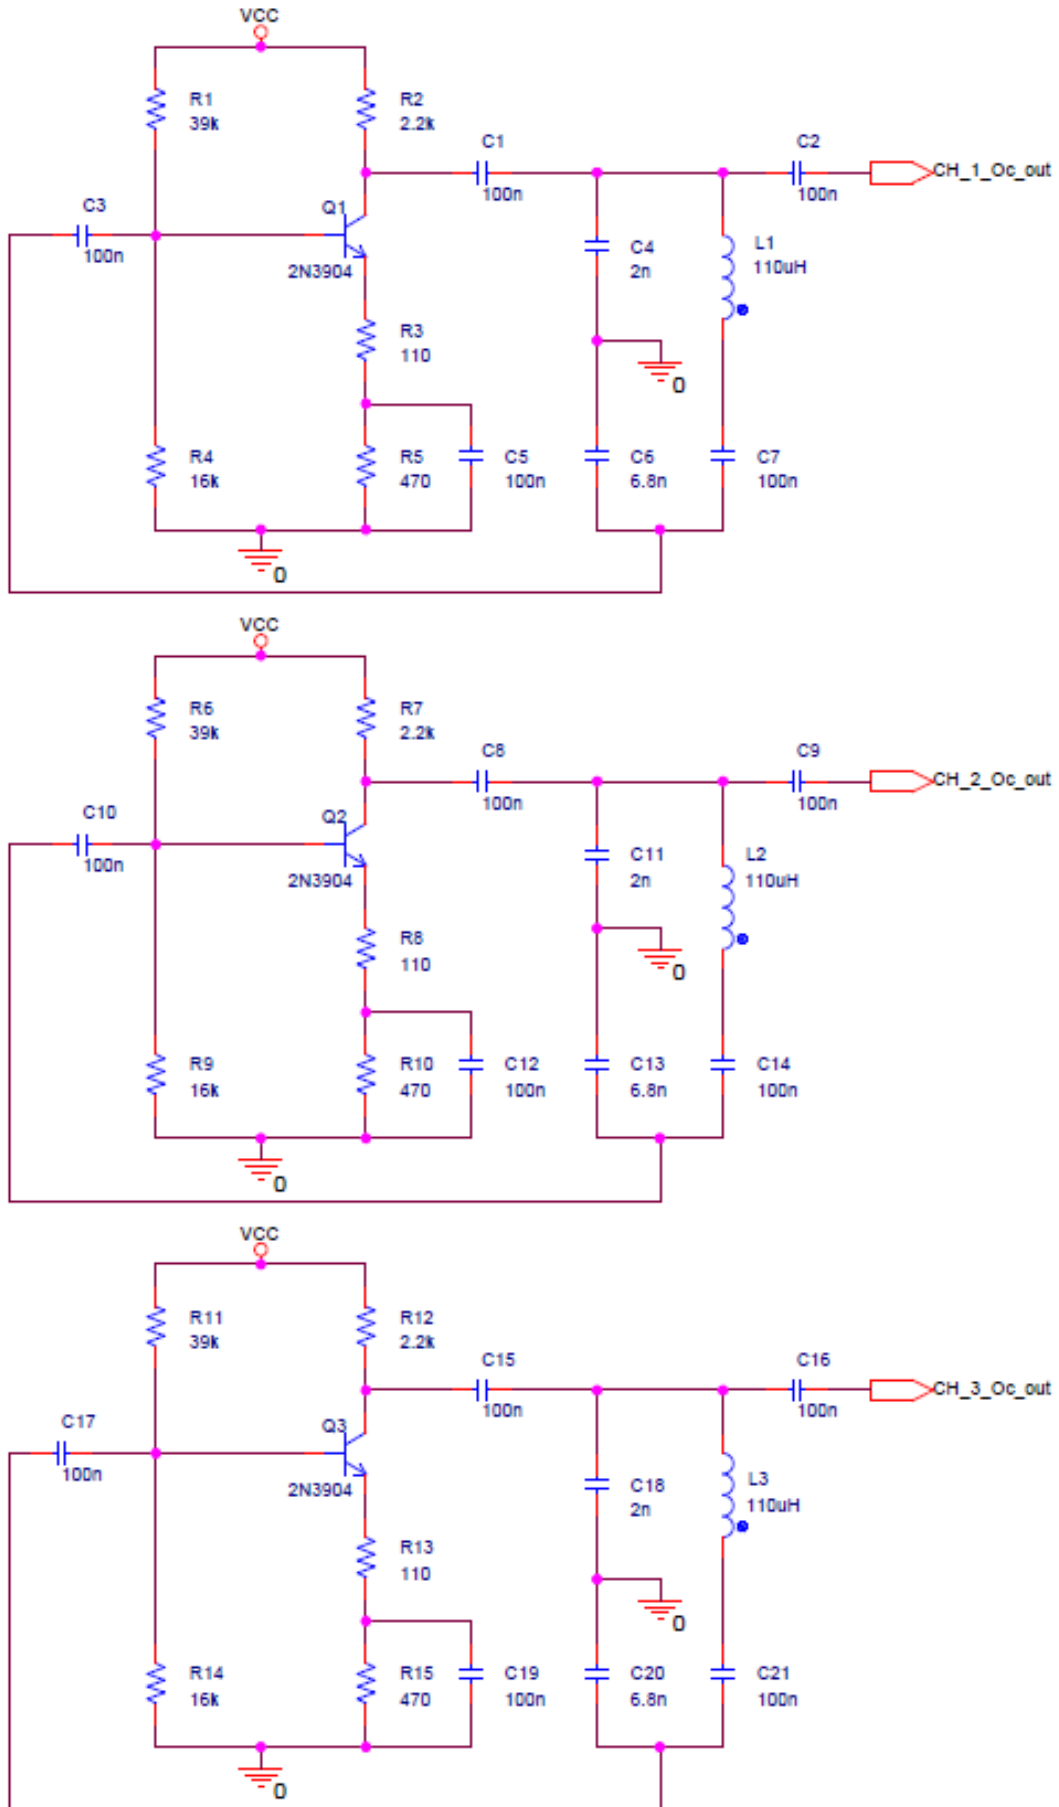 VCC
R1
39k
R2
2.2k
C1
100n
C2
100n
CH_1_Oc_out
C3
100n
Q1
2N3904
C4
2n
L1
110uH
R3
110
0
R4
16k
R5
470
C5
100n
C6
6.8n
C7
100n
0
VCC
R6
39k
R7
2.2k
C8
100n
C9
100n
CH_2_Oc_out
C10
100n
Q2
2N3904
C11
2n
L2
110uH
R8
110
0
R9
16k
R10
470
C12
100n
C13
6.8n
C14
100n
0
VCC
R11
39k
R12
2.2k
C15
100n
C16
100n
CH_3_Oc_out
C17
100n
Q3
2N3904
C18
2n
L3
110uH
R13
110
0
R14
16k
R15
470
C19
100n
C20
6.8n
C21
100n
0